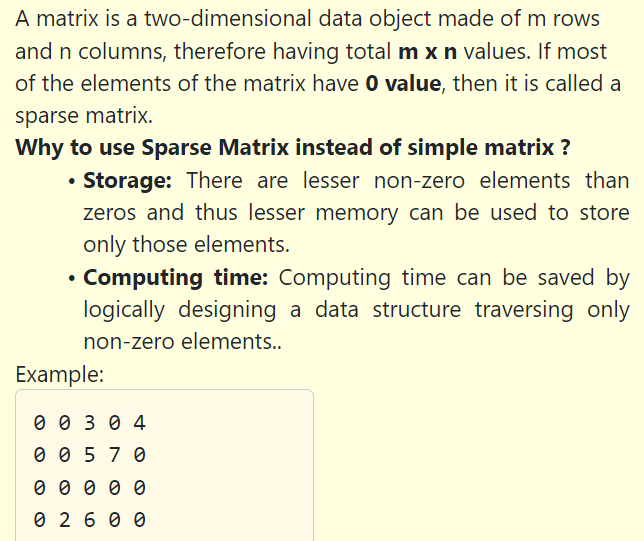 A matrix is a two-dimensional data object made of m rows
and n columns, therefore having total m x n values. If most
of the elements of the matrix have 0 value, then it is called a
sparse matrix.
Why to use Sparse Matrix instead of simple matrix ?
• Storage: There are lesser non-zero elements than
zeros and thus lesser memory can be used to store
only those elements.
• Computing time: Computing time can be saved by
logically designing a data structure traversing only
non-zero elements..
Example:
0 0 3 0 4
0 0 5 7 0
0 0 0 0 0
0 2 6 0 0